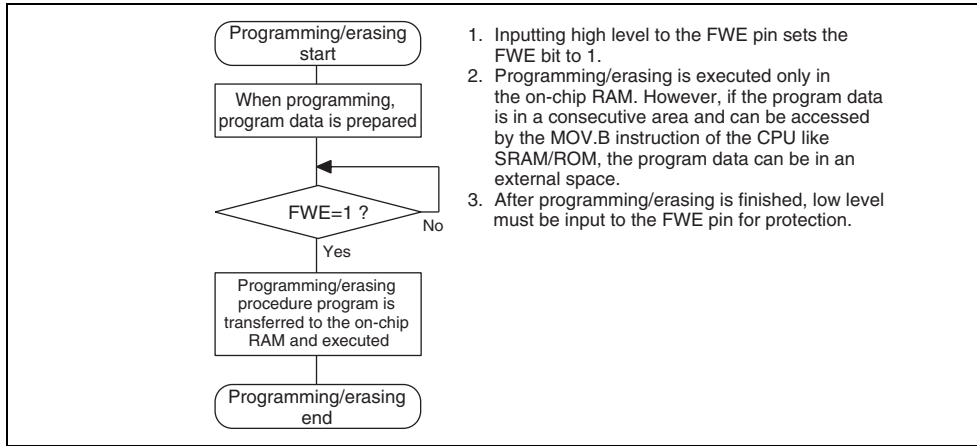 Programming/erasing
start
When programming,
program data is prepared
FWE=1 ?
No
Yes
Programming/erasing
procedure program is
transferred to the on-chip
RAM and executed
Programming/erasing
end
1. Inputting high level to the FWE pin sets the
FWE bit to 1.
2. Programming/erasing is executed only in
the on-chip RAM. However, if the program data
is in a consecutive area and can be accessed
by the MOV.B instruction of the CPU like
SRAM/ROM, the program data can be in an
external space.
3. After programming/erasing is finished, low level
must be input to the FWE pin for protection.